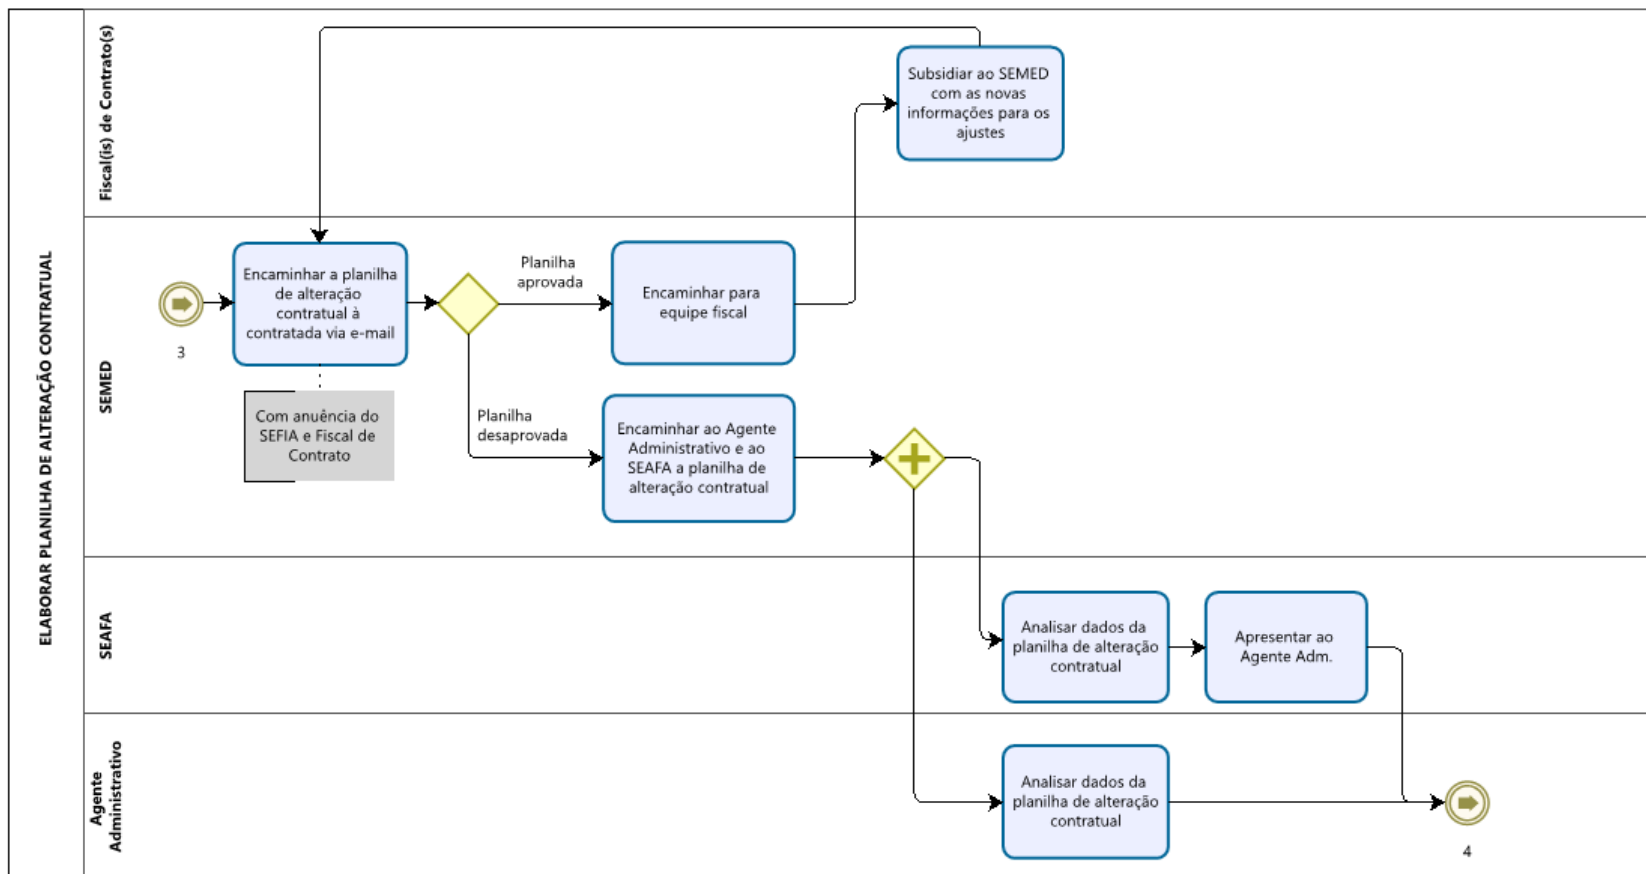 ELABORAR PLANILHA DE ALTERAÇÃO CONTRATUAL
Fiscal(is) de Contrato(s)
Subsidiar ao SEMED
com as novas
informações para os
ajustes
SEMED
3
Encaminhar a planilha
de alteração
contratual à
contratada via e-mail
Com anuência do
SEFIA e Fiscal de
Contrato
Planilha
aprovada
Encaminhar para
equipe fiscal
Planilha
desaprovada
Encaminhar ao Agente
Administrativo e ao
SEAFA a planilha de
alteração contratual
SEAFA
Analisar dados da
planilha de alteração
contratual
Apresentar ao
Agente Adm.
Agente
Administrativo
Analisar dados da
planilha de alteração
contratual
4